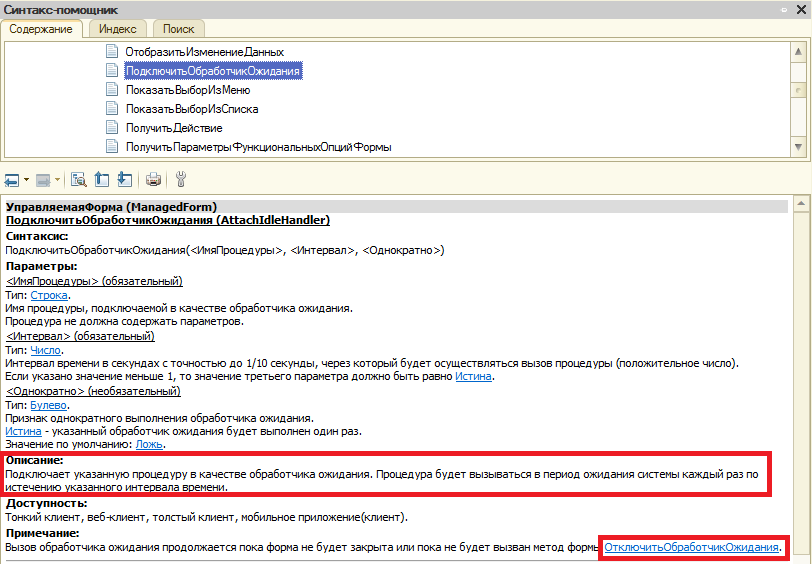 Синтакс-помощник
Содержание Индекс Поиск
ОтобразитьИзменениеДанных
ПодключитьОбработчикОжидания
ПоказатьВыборИзМеню
ПоказатьВыборИзСписка
ПолучитьДействие
ПолучитьПараметрыФункциональныхОпцийФормы
УправляемаяФорма (ManagedForm)
ПодключитьОбработчикОжидания (AttachIdleHandler)
Синтаксис:
ПодключитьОбработчикОжидания(<ИмяПроцедуры>, <Интервал>, <Однократно>)
Параметры:
<ИмяПроцедуры> (обязательный)
Тип: Строка.
Имя процедуры, подключаемой в качестве обработчика ожидания.
Процедура не должна содержать параметров.
<Интервал> (обязательный)
Тип: Число.
Интервал времени в секундах с точностью до 1/10 секунды, через который будет осуществляться вызов процедуры (положительное число).
Если указано значение меньше 1, то значение третьего параметра должно быть равно Истина.
<Однократно> (необязательный)
Тип: Булево.
Признак однократного выполнения обработчика ожидания.
Истина - указанный обработчик ожидания будет выполнен один раз.
Значение по умолчанию: Ложь.
Описание:
Подключает указанную процедуру в качестве обработчика ожидания. Процедура будет вызываться в период ожидания системы каждый раз по
истечению указанного интервала времени.
Доступность:
Тонкий клиент, веб-клиент, толстый клиент, мобильное приложение(клиент).
Примечание:
Вызов обработчика ожидания продолжается пока форма не будет закрыта или пока не будет вызван метод формы ОтключитьОбработчикОжидания.